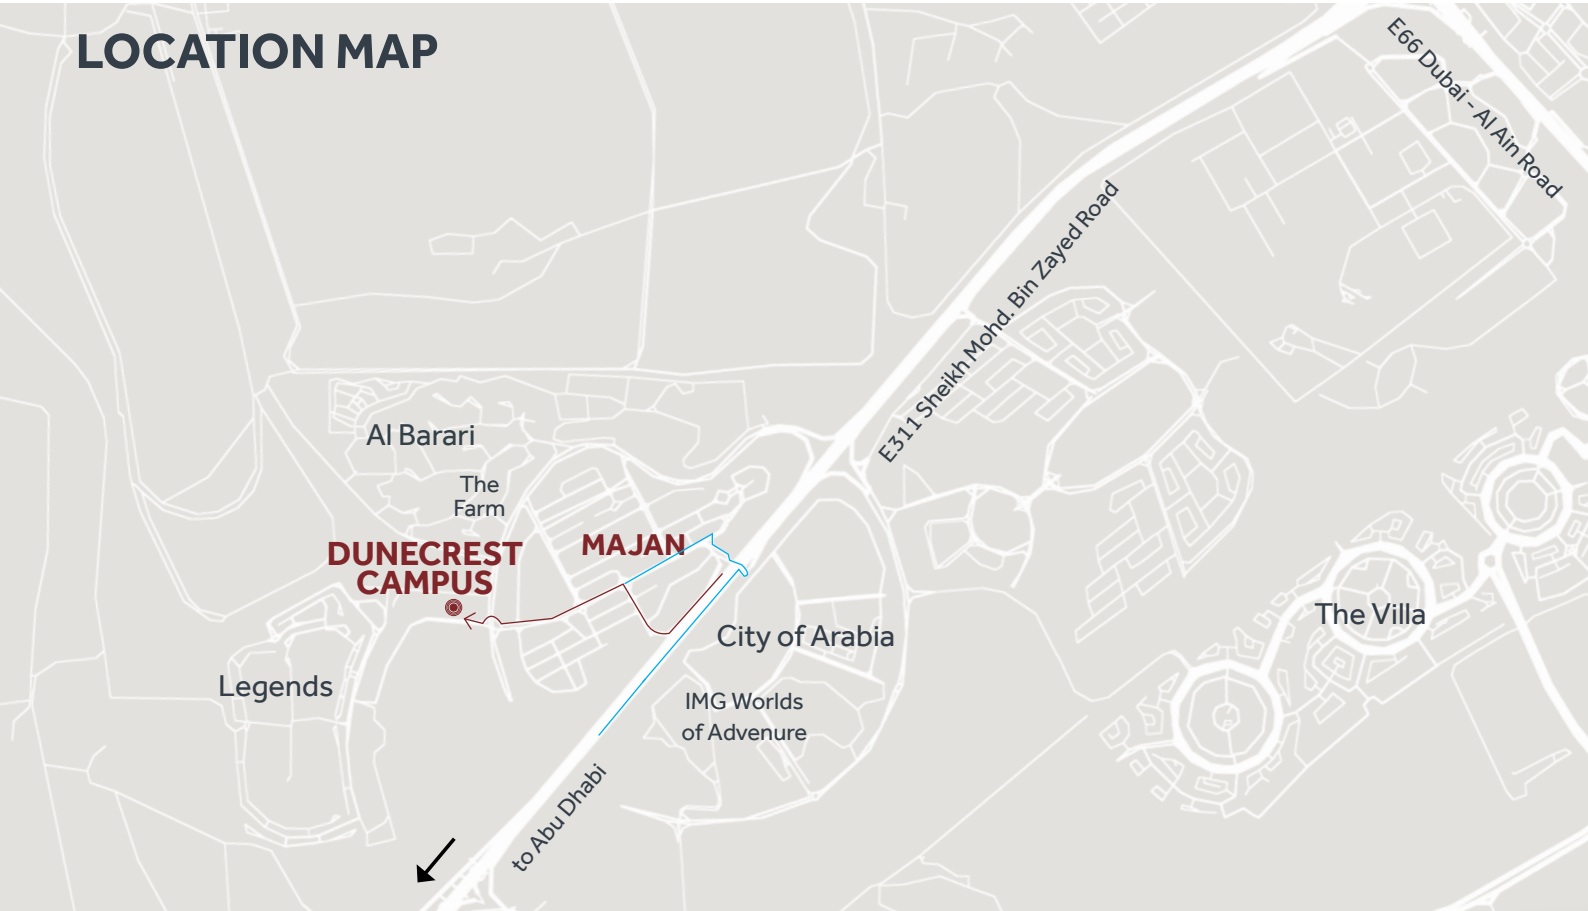 LOCATION MAP
E66 Dubai - Al Ain Road
E311 Sheikh Mohd. Bin Zayed Road
Al Barari
The
Farm
DUNECREST
CAMPUS
MAJAN
City of Arabia
The Villa
Legends
IMG Worlds
of Advenure
to Abu Dhabi